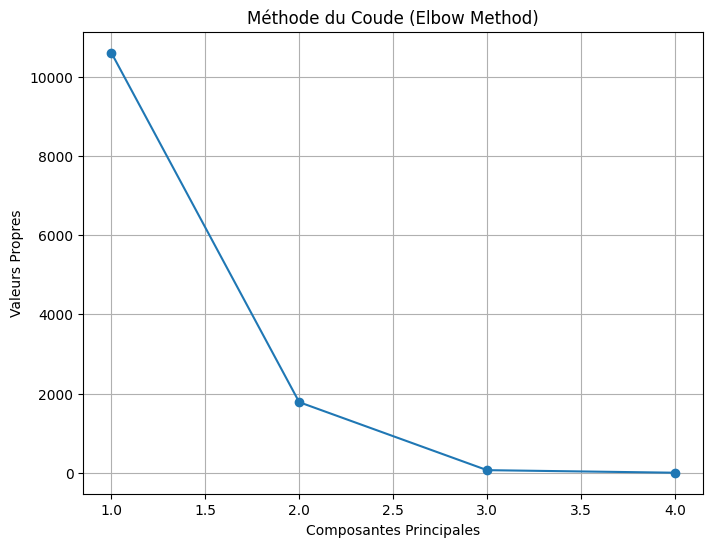 Méthode du Coude (Elbow Method)
10000
8000
6000
4000
2000
0
Valeurs Propres
1.0 1.5 2.0 2.5 3.0 3.5 4.0
Composantes Principales